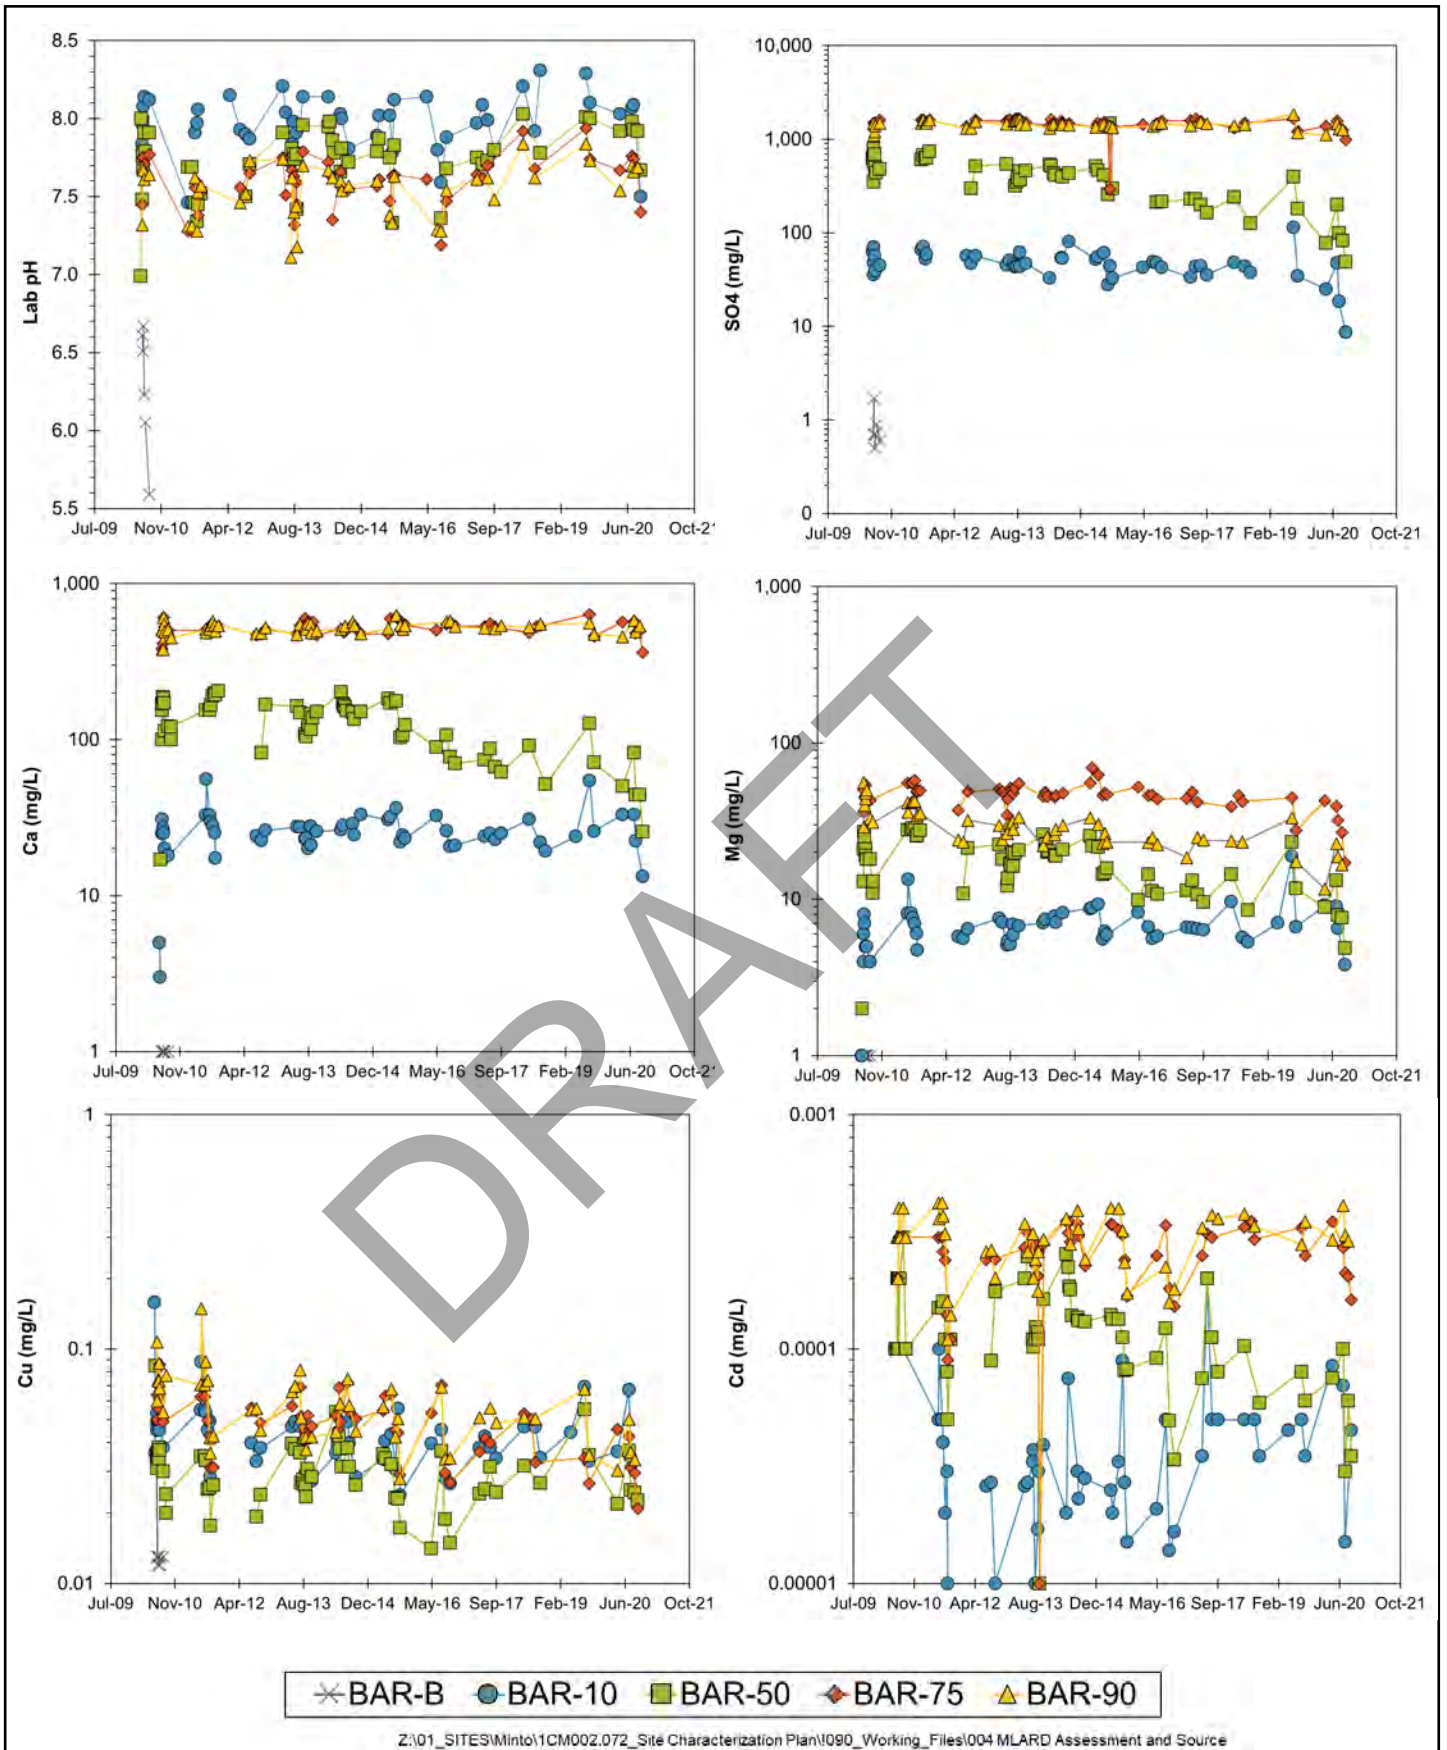 8.5
8.0
7.5
7.0
6.5
6.0
5.5
Lab pH
Jul-09 Nov-10 Apr-12 Aug-13 Dec-14 May-16 Sep-17 Feb-19 Jun-20 Oct-21
10,000
1,000
100
10
1
0
SO4 (mg/L)
Jul-09 Nov-10 Apr-12 Aug-13 Dec-14 May-16 Sep-17 Feb-19 Jun-20 Oct-21
1,000
100
10
1
Ca (mg/L)
Jul-09 Nov-10 Apr-12 Aug-13 Dec-14 May-16 Sep-17 Feb-19 Jun-20 Oct-21
1,000
100
10
1
Mg (mg/L)
Jul-09 Nov-10 Apr-12 Aug-13 Dec-14 May-16 Sep-17 Feb-19 Jun-20 Oct-21
DRAFT
1
0.1
0.01
Cu (mg/L)
Jul-09 Nov-10 Apr-12 Aug-13 Dec-14 May-16 Sep-17 Feb-19 Jun-20 Oct-21
0.001
0.0001
0.00001
Cd (mg/L)
Jul-09 Nov-10 Apr-12 Aug-13 Dec-14 May-16 Sep-17 Feb-19 Jun-20 Oct-21
BAR-B BAR-10 BAR-50 BAR-75 BAR-90
Z:\01_SITES\Minto\1CM002.072_Site Characterization Plan\!090_Working_Files\004 MLARD Assessment and Source